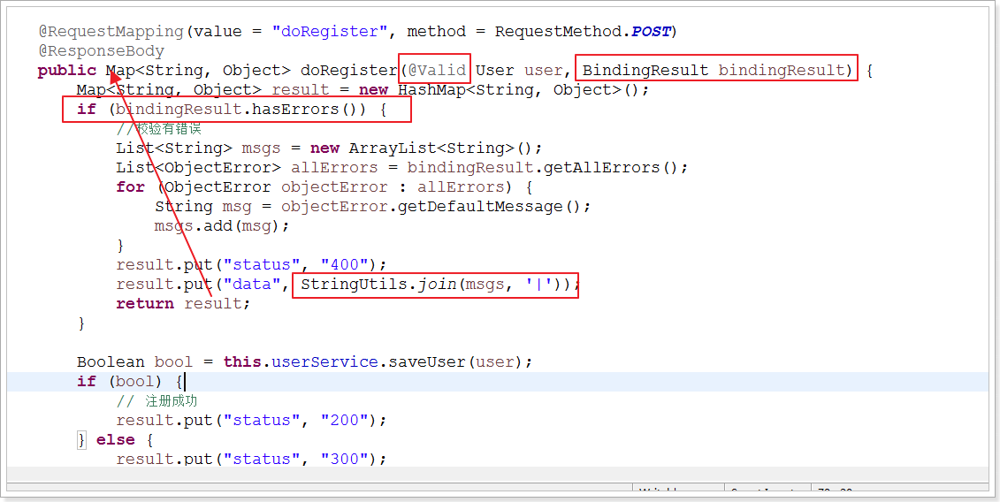 @RequestMapping(value = "doRegister", method = RequestMethod.POST)
@ResponseBody
public Map<String, Object> doRegister(@Valid User user, BindingResult bindingResult) {
Map<String, Object> result = new HashMap<String, Object>();
if (bindingResult.hasErrors()) {
//校验有错误
List<String> msgs = new ArrayList<String>();
List<ObjectError> allErrors = bindingResult.getAllErrors();
for (ObjectError objectError : allErrors) {
String msg = objectError.getDefaultMessage();
msgs.add(msg);
}
result.put("status", "400");
result.put("data", StringUtils.join(msgs, '|'));
return result;
}
Boolean bool = this.userService.saveUser(user);
if (bool) {
// 注册成功
result.put("status", "200");
} else {
result.put("status", "300");